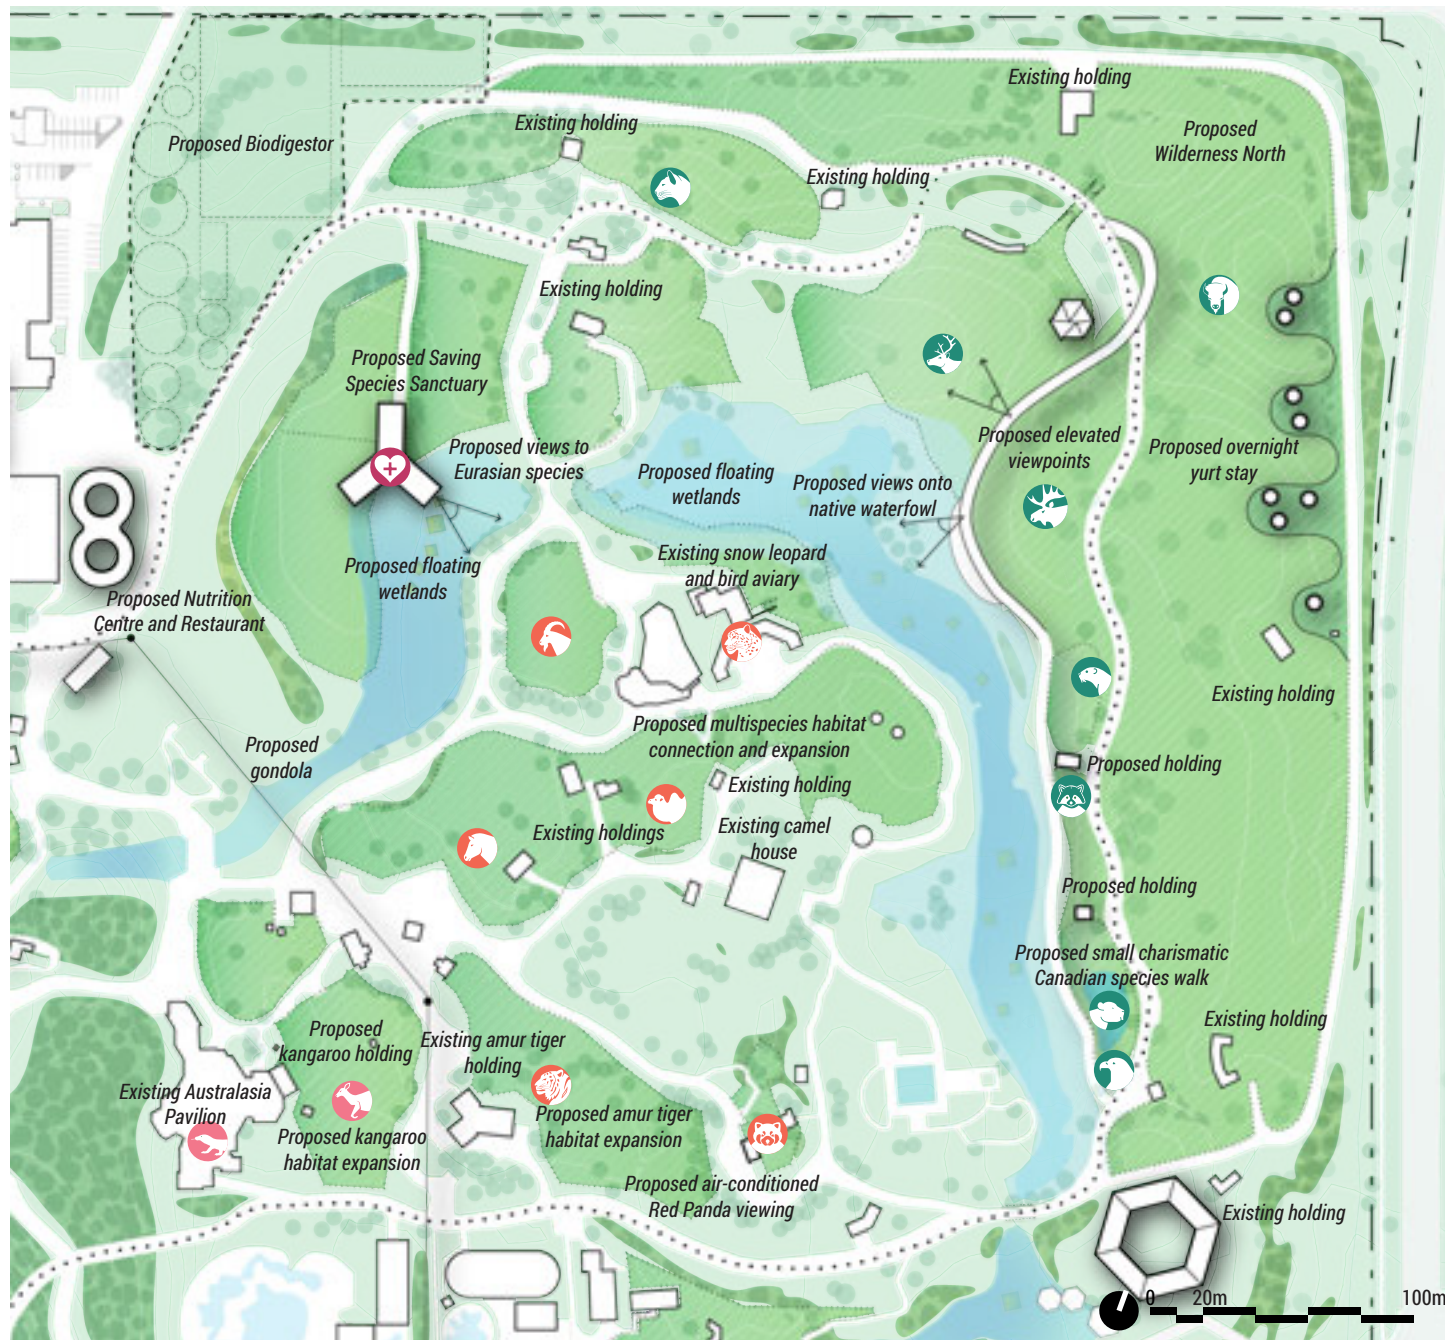 Existing holding
Existing holding
Proposed
Wilderness North
Proposed Biodigestor
Existing holding
Existing holding
Proposed Saving
Species Sanctuary
Proposed views to
Eurasian species
Proposed floating
wetlands
Proposed views onto
native waterfowl
Proposed elevated
viewpoints
Proposed overnight
yurt stay
Proposed floating
wetlands
Existing snow leopard
and bird aviary
Proposed Nutrition
Centre and Restaurant
Existing holding
Proposed
gondola
Proposed multispecies habitat
connection and expansion
Proposed holding
Existing holding
Existing holdings
Existing camel
house
Proposed holding
Proposed small charismatic
Canadian species walk
Existing holding
Proposed
kangaroo holding
Existing amur tiger
holding
Existing Australasia
Pavilion
Proposed amur tiger
habitat expansion
Proposed kangaroo
habitat expansion
Proposed air-conditioned
Red Panda viewing
Existing holding
0 20m 100m